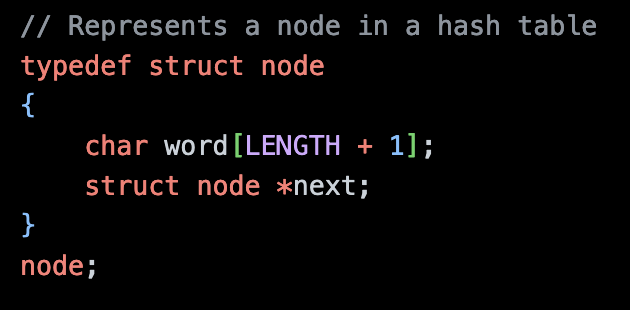 // Represents a node in a hash table
typedef struct node
{
    char word[LENGTH + 1];
    struct node *next;
}
node;